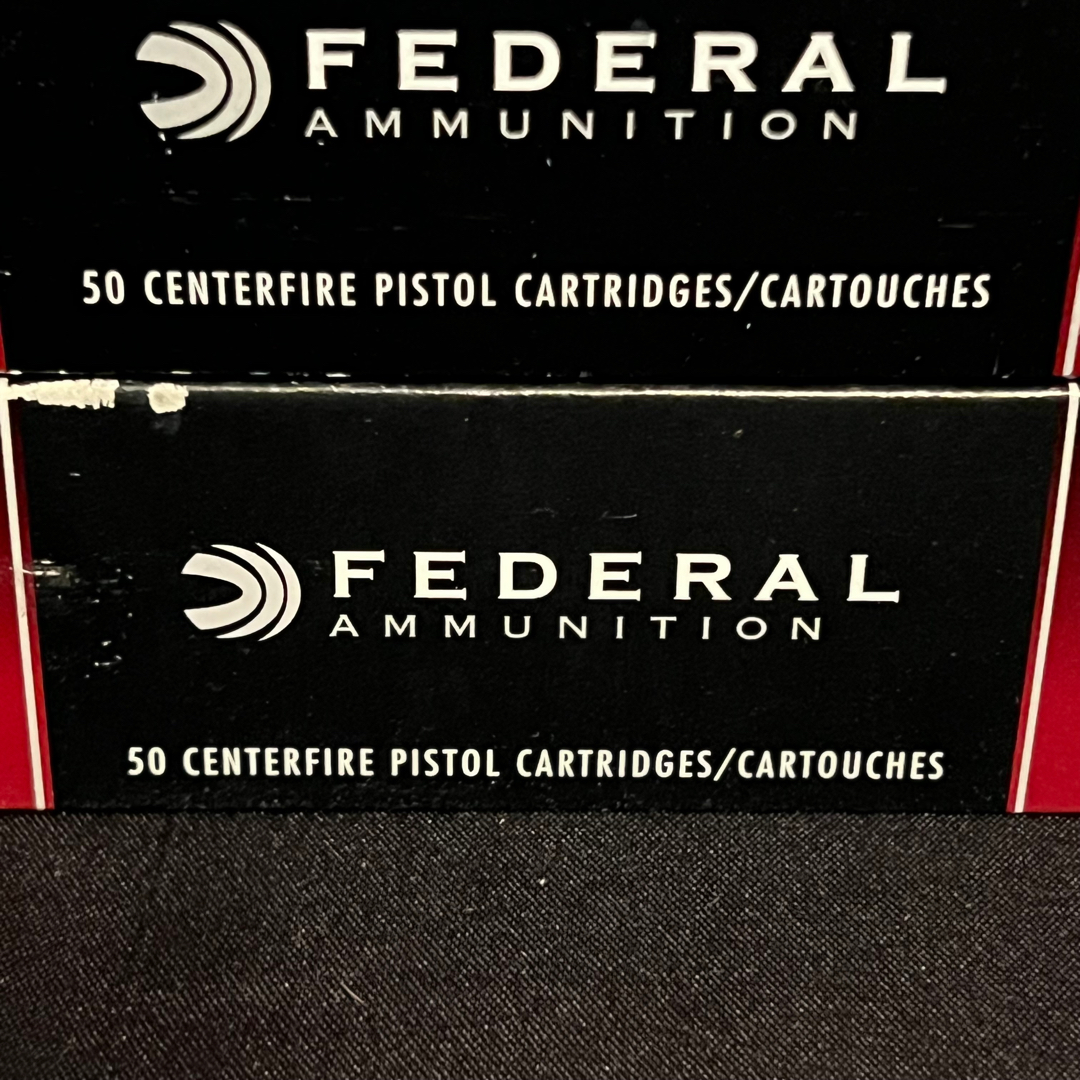 FEDERAL
AMMUNITION
50 CENTERFIRE PISTOL CARTRIDGES/CARTOUCHES
FEDERAL
AMMUNITION
50 CENTERFIRE PISTOL CARTRIDGES/CARTOUCHES